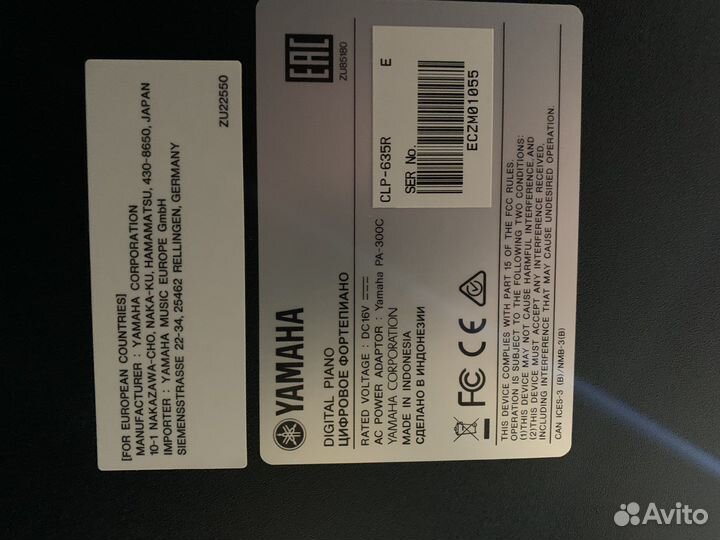 [FOR EUROPEAN COUNTRIES]
MANUFACTURER : YAMAHA CORPORATION
10-1 NAKAZAWA-CHO, NAKA-KU, HAMAMATSU, 430-8650, JAPAN
IMPORTER : YAMAHA MUSIC EUROPE GmbH
SIEMENSSTRASSE 22-34, 25462 RELLINGEN, GERMANY
ZU22550
YAMAHA
EAC
DIGITAL PIANO
ЦИФРОВОЕ ФОРТЕПИАНО
ZU85180
RATED VOLTAGE : DC16V
AC POWER ADAPTOR : Yamaha PA-300C
YAMAHA CORPORATION
MADE IN INDONESIA
СДЕЛАНО В ИНДОНЕЗИИ
CLP-635R E
SER No.
ECZM01055
FC CE
THIS DEVICE COMPLIES WITH PART 15 OF THE FCC RULES.
OPERATION IS SUBJECT TO THE FOLLOWING TWO CONDITIONS:
(1)THIS DEVICE MAY NOT CAUSE HARMFUL INTERFERENCE,AND
(2)THIS DEVICE MUST ACCEPT ANY INTERFERENCE RECEIVED,
INCLUDING INTERFERENCE THAT MAY CAUSE UNDESIRED OPERATION.
CAN ICES-3 (B)/NMB-3(B)
Avito